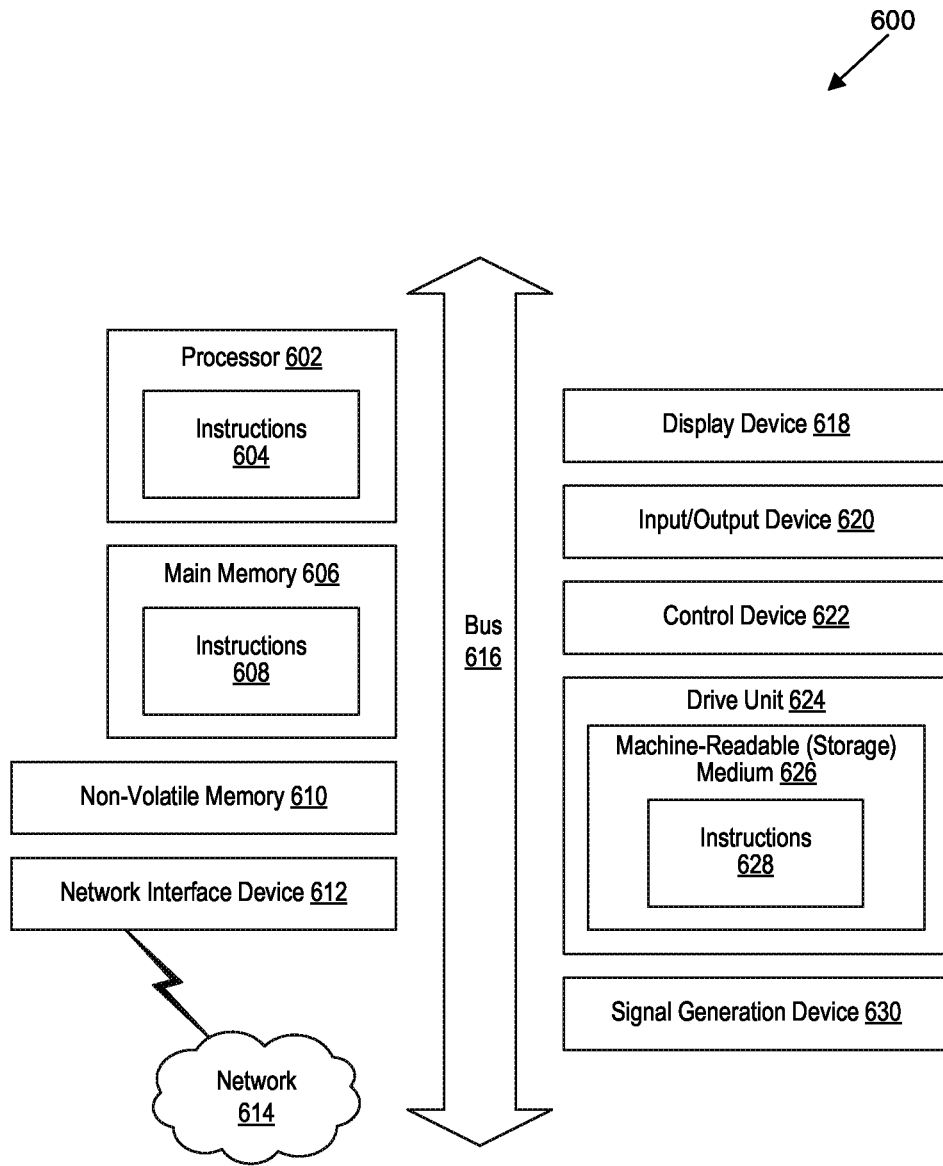 600
Processor 602
Instructions
604
Main Memory 606
Instructions
608
Non-Volatile Memory 610
Network Interface Device 612
Network
614
Bus
616
Display Device 618
Input/Output Device 620
Control Device 622
Drive Unit 624
Machine-Readable (Storage)
Medium 626
Instructions
628
Signal Generation Device 630